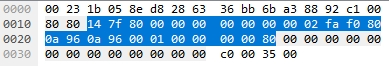 0000 00 23 1b 05 8e d8 28 63 36 bb 6b a3 88 92 c1 00
0010 80 80 14 7f 80 00 00 00 00 00 00 00 02 fa f0 80
0020 0a 96 0a 96 00 01 00 00 00 00 80 00 00 00 00 00
0030 00 00 00 00 00 00 00 00 c0 00 35 00